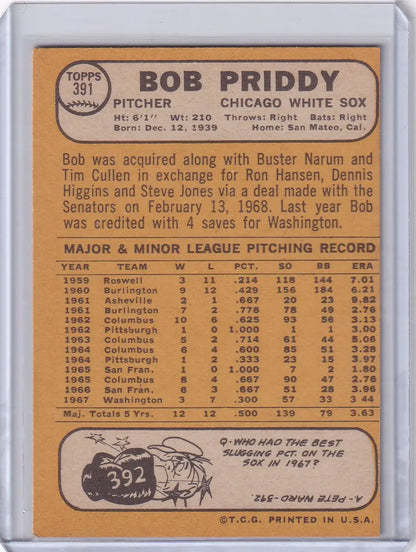 TOPPS
391
BOB PRIDDY
PITCHER CHICAGO WHITE SOX
Ht: 6'1" Wt: 210 Throws: Right Bats: Right
Born: Dec. 12, 1939 Home: San Mateo, Cal.
Bob was acquired along with Buster Narum and
Tim Cullen in exchange for Ron Hansen, Dennis
Higgins and Steve Jones via a deal made with the
Senators on February 13, 1968. Last year Bob
was credited with 4 saves for Washington.
MAJOR & MINOR LEAGUE PITCHING RECORD
YEAR TEAM W L PCT. SO BB ERA
1959 Roswell 3 11 .214 118 144 7.01
1960 Burlington 9 12 .429 156 184 6.21
1961 Asheville 2 1 .667 20 23 9.82
1961 Burlington 7 2 .778 78 49 2.76
1962 Columbus 10 6 .625 93 56 3.13
1962 Pittsburgh 1 0 1.000 1 1 3.00
1963 Columbus 5 2 .714 61 44 5.06
1964 Columbus 6 4 .600 85 51 3.28
1964 Pittsburgh 1 2 .333 23 15 3.97
1965 San Fran. 1 0 1.000 7 2 1.80
1965 Columbus 8 4 .667 90 47 2.76
1966 San Fran. 6 3 .667 51 28 3.96
1967 Washington 3 7 .300 57 33 3.44
Maj. Totals 5 Yrs. 12 12 .500 139 79 3.63
392
Q-WHO HAD THE BEST
SLUGGING PCT. ON THE
SOX IN 1967?
A-PETE WARD-.392.
©T.C.G. PRINTED IN U.S.A.